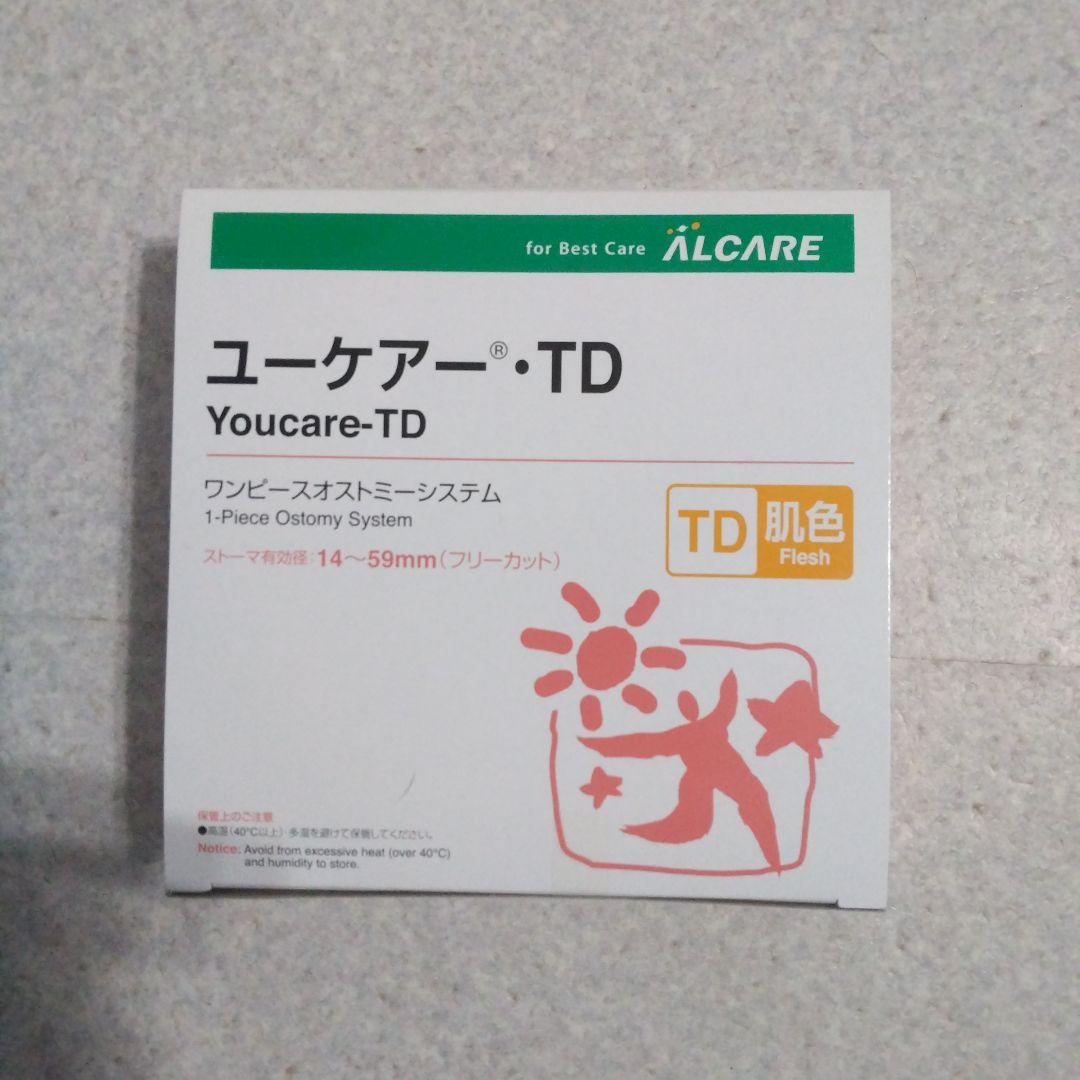 for Best Care ALCARE
ユーケアー®・TD
Youcare-TD
ワンピースオストミーシステム
1-Piece Ostomy System
ストーマ有効径:14〜59mm(フリーカット)
TD 肌色
Flesh
保管上のご注意
●高温(40°C以上)・多湿を避けて保管してください。
Notice: Avoid from excessive heat (over 40°C)
and humidity to store.